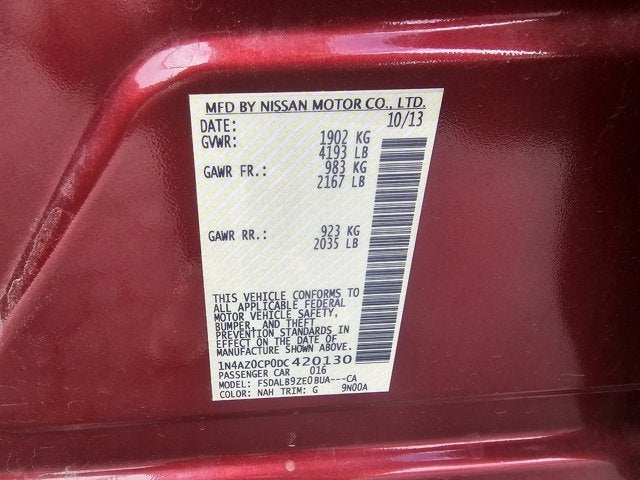 MFD BY NISSAN MOTOR CO., LTD.
DATE: 10/13
GVWR: 1902 KG
4193 LB
GAWR FR.: 983 KG
2167 LB
GAWR RR.: 923 KG
2035 LB
THIS VEHICLE CONFORMS TO
ALL APPLICABLE FEDERAL
MOTOR VEHICLE SAFETY,
BUMPER, AND THEFT
PREVENTION STANDARDS IN
EFFECT ON THE DATE OF
MANUFACTURE SHOWN ABOVE.
1N4AZ0CP0DC420130
PASSENGER CAR 016
MODEL: FSDALB9ZE0BUA---CA
COLOR: NAH TRIM: G 9N00A